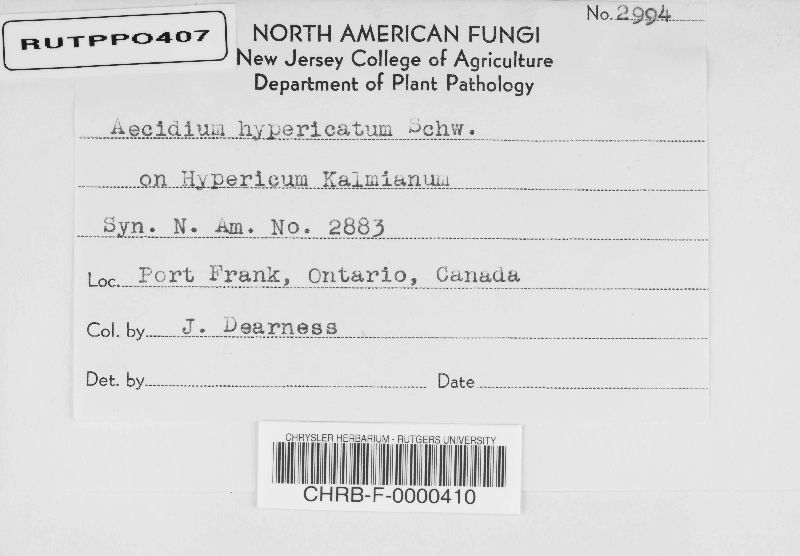 RUTPPO407
No. 2994
NORTH AMERICAN FUNGI
New Jersey College of Agriculture
Department of Plant Pathology
Aecidium hypericatum Schw.
on Hypericum Kalmianum
Syn. N. Am. No. 2883
Loc. Port Frank, Ontario, Canada
Col. by J. Dearness
Det. by Date
CHRYSLER HERBARIUM - RUTGERS UNIVERSITY
CHRB-F-0000410